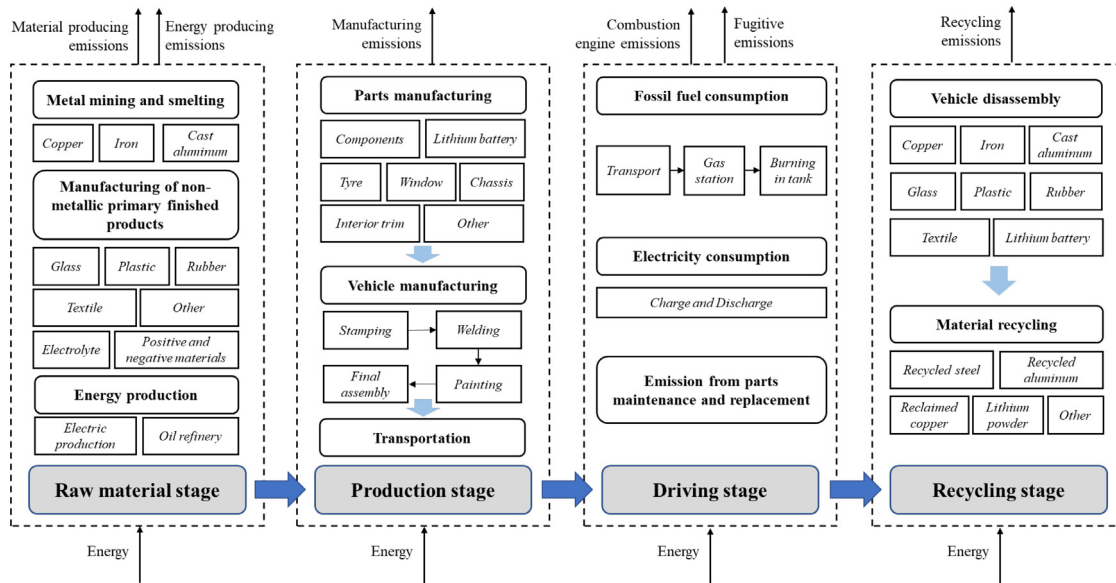 Material producing
emissions
Energy producing
emissions
Manufacturing
emissions
Combustion
engine emissions
Fugitive
emissions
Recycling
emissions
Metal mining and smelting
Copper
Iron
Cast
aluminum
Manufacturing of non-
metallic primary finished
products
Glass
Plastic
Rubber
Textile
Other
Electrolyte
Positive and
negative materials
Energy production
Electric
production
Oil refinery
Raw material stage
Energy
Parts manufacturing
Components
Lithium battery
Tyre
Window
Chassis
Interior trim
Other
Vehicle manufacturing
Stamping
Welding
Final
assembly
Painting
Transportation
Production stage
Energy
Fossil fuel consumption
Transport
Gas
station
Burning
in tank
Electricity consumption
Charge and Discharge
Emission from parts
maintenance and replacement
Driving stage
Energy
Vehicle disassembly
Copper
Iron
Cast
aluminum
Glass
Plastic
Rubber
Textile
Lithium battery
Material recycling
Recycled steel
Recycled
aluminum
Reclaimed
copper
Lithium
powder
Other
Recycling stage
Energy